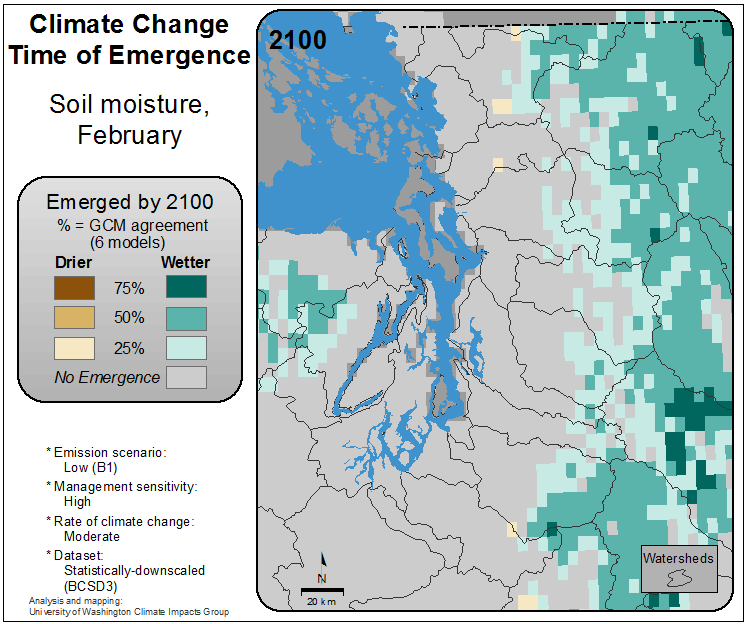 Climate Change
Time of Emergence
Soil moisture,
February
Emerged by 2100
% = GCM agreement
(6 models)
Drier Wetter
75%
50%
25%
No Emergence
* Emission scenario:
Low (B1)
* Management sensitivity:
High
* Rate of climate change:
Moderate
* Dataset:
Statistically-downscaled
(BCSD3)
Analysis and mapping:
University of Washington Climate Impacts Group
2100
N
20 km
Watersheds